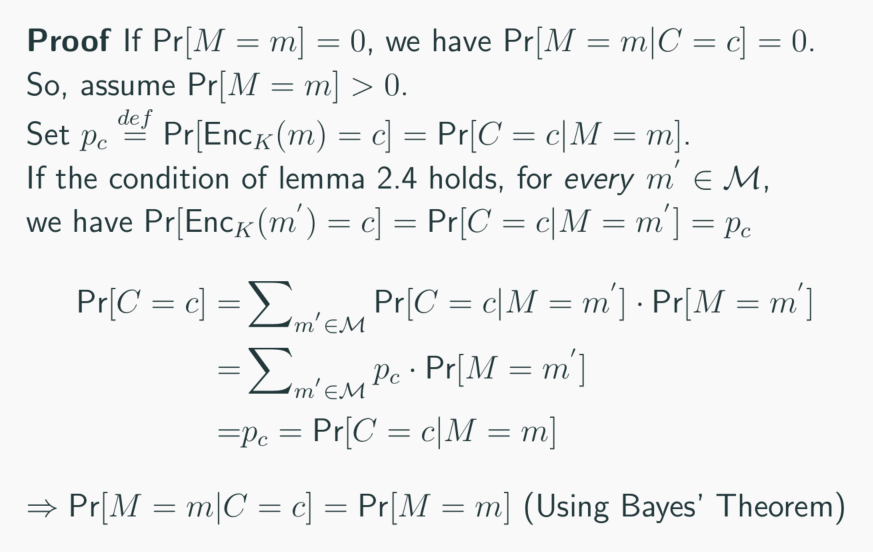 Proof If Pr[M = m] = 0, we have Pr[M = m|C = c] = 0.
So, assume Pr[M = m] > 0.
Set p_c \stackrel{def}{=} Pr[Enc_K(m) = c] = Pr[C = c|M = m].
If the condition of lemma 2.4 holds, for every m′ ∈ ℳ,
we have Pr[Enc_K(m′) = c] = Pr[C = c|M = m′] = p_c
Pr[C = c] = ∑_{m′∈ℳ} Pr[C = c|M = m′] · Pr[M = m′]
= ∑_{m′∈ℳ} p_c · Pr[M = m′]
=p_c = Pr[C = c|M = m]
⇒ Pr[M = m|C = c] = Pr[M = m] (Using Bayes’ Theorem)